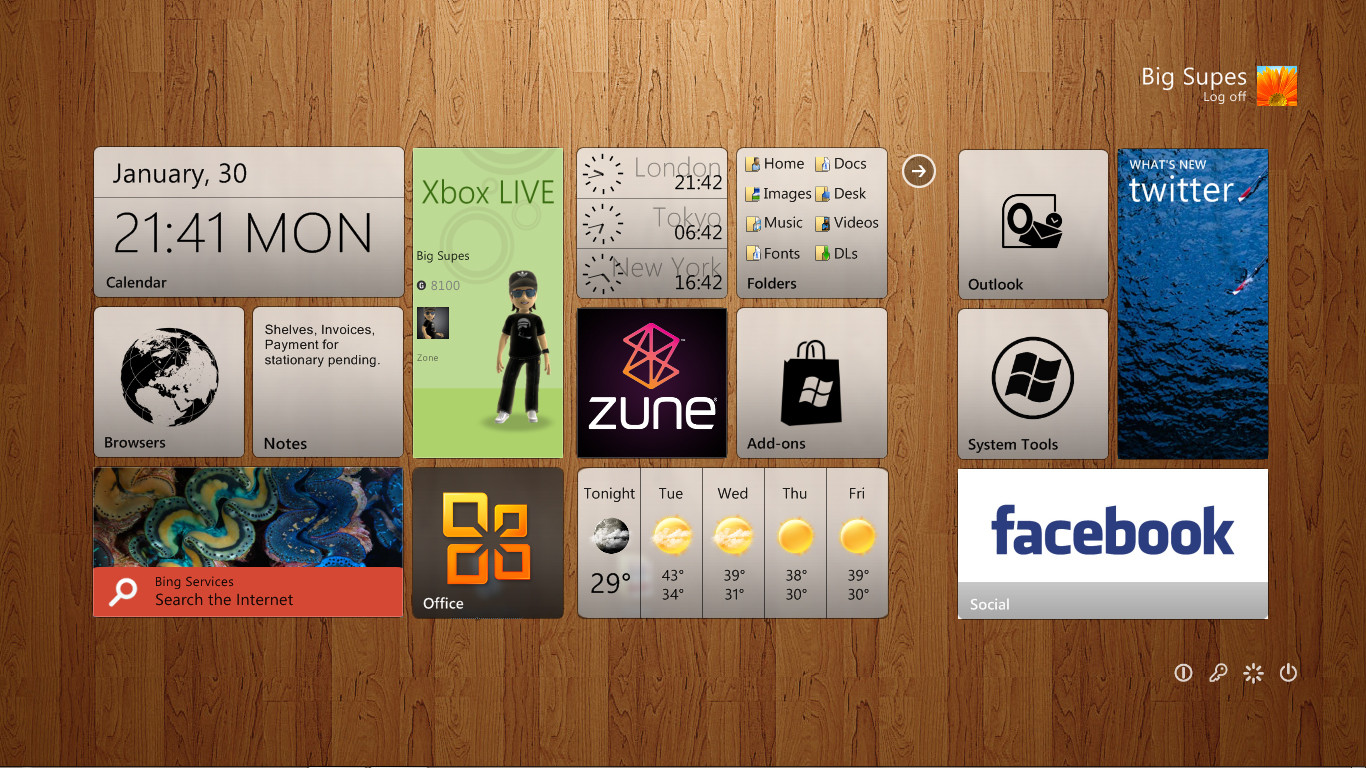 Big Supes
Log off
January, 30
21:41 MON
Calendar
Xbox LIVE
Big Supes
G 8100
Zone
London
21:42
Tokyo
06:42
New York
16:42
Home Docs
Images Desk
Music Videos
Fonts DLs
Folders
Outlook
WHAT'S NEW
twitter
Browsers
Shelves, Invoices,
Payment for
stationary pending.
Notes
zune
Add-ons
System Tools
Bing Services
Search the Internet
Office
Tonight Tue Wed Thu Fri
29° 43° 39° 38° 39°
34° 31° 30° 30°
facebook
Social